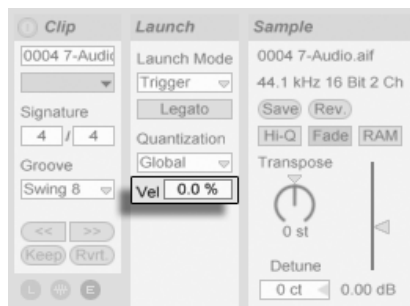 Clip
0004 7-Audio
Signature
4 / 4
Groove
Swing 8
<< >>
Keep Rvrt.
L E
Launch
Launch Mode
Trigger
Legato
Quantization
Global
Vel 0.0 %
Sample
0004 7-Audio.aif
44.1 kHz 16 Bit 2 Ch
Save Rev.
Hi-Q Fade RAM
Transpose
0 st
Detune
0 ct 0.00 dB